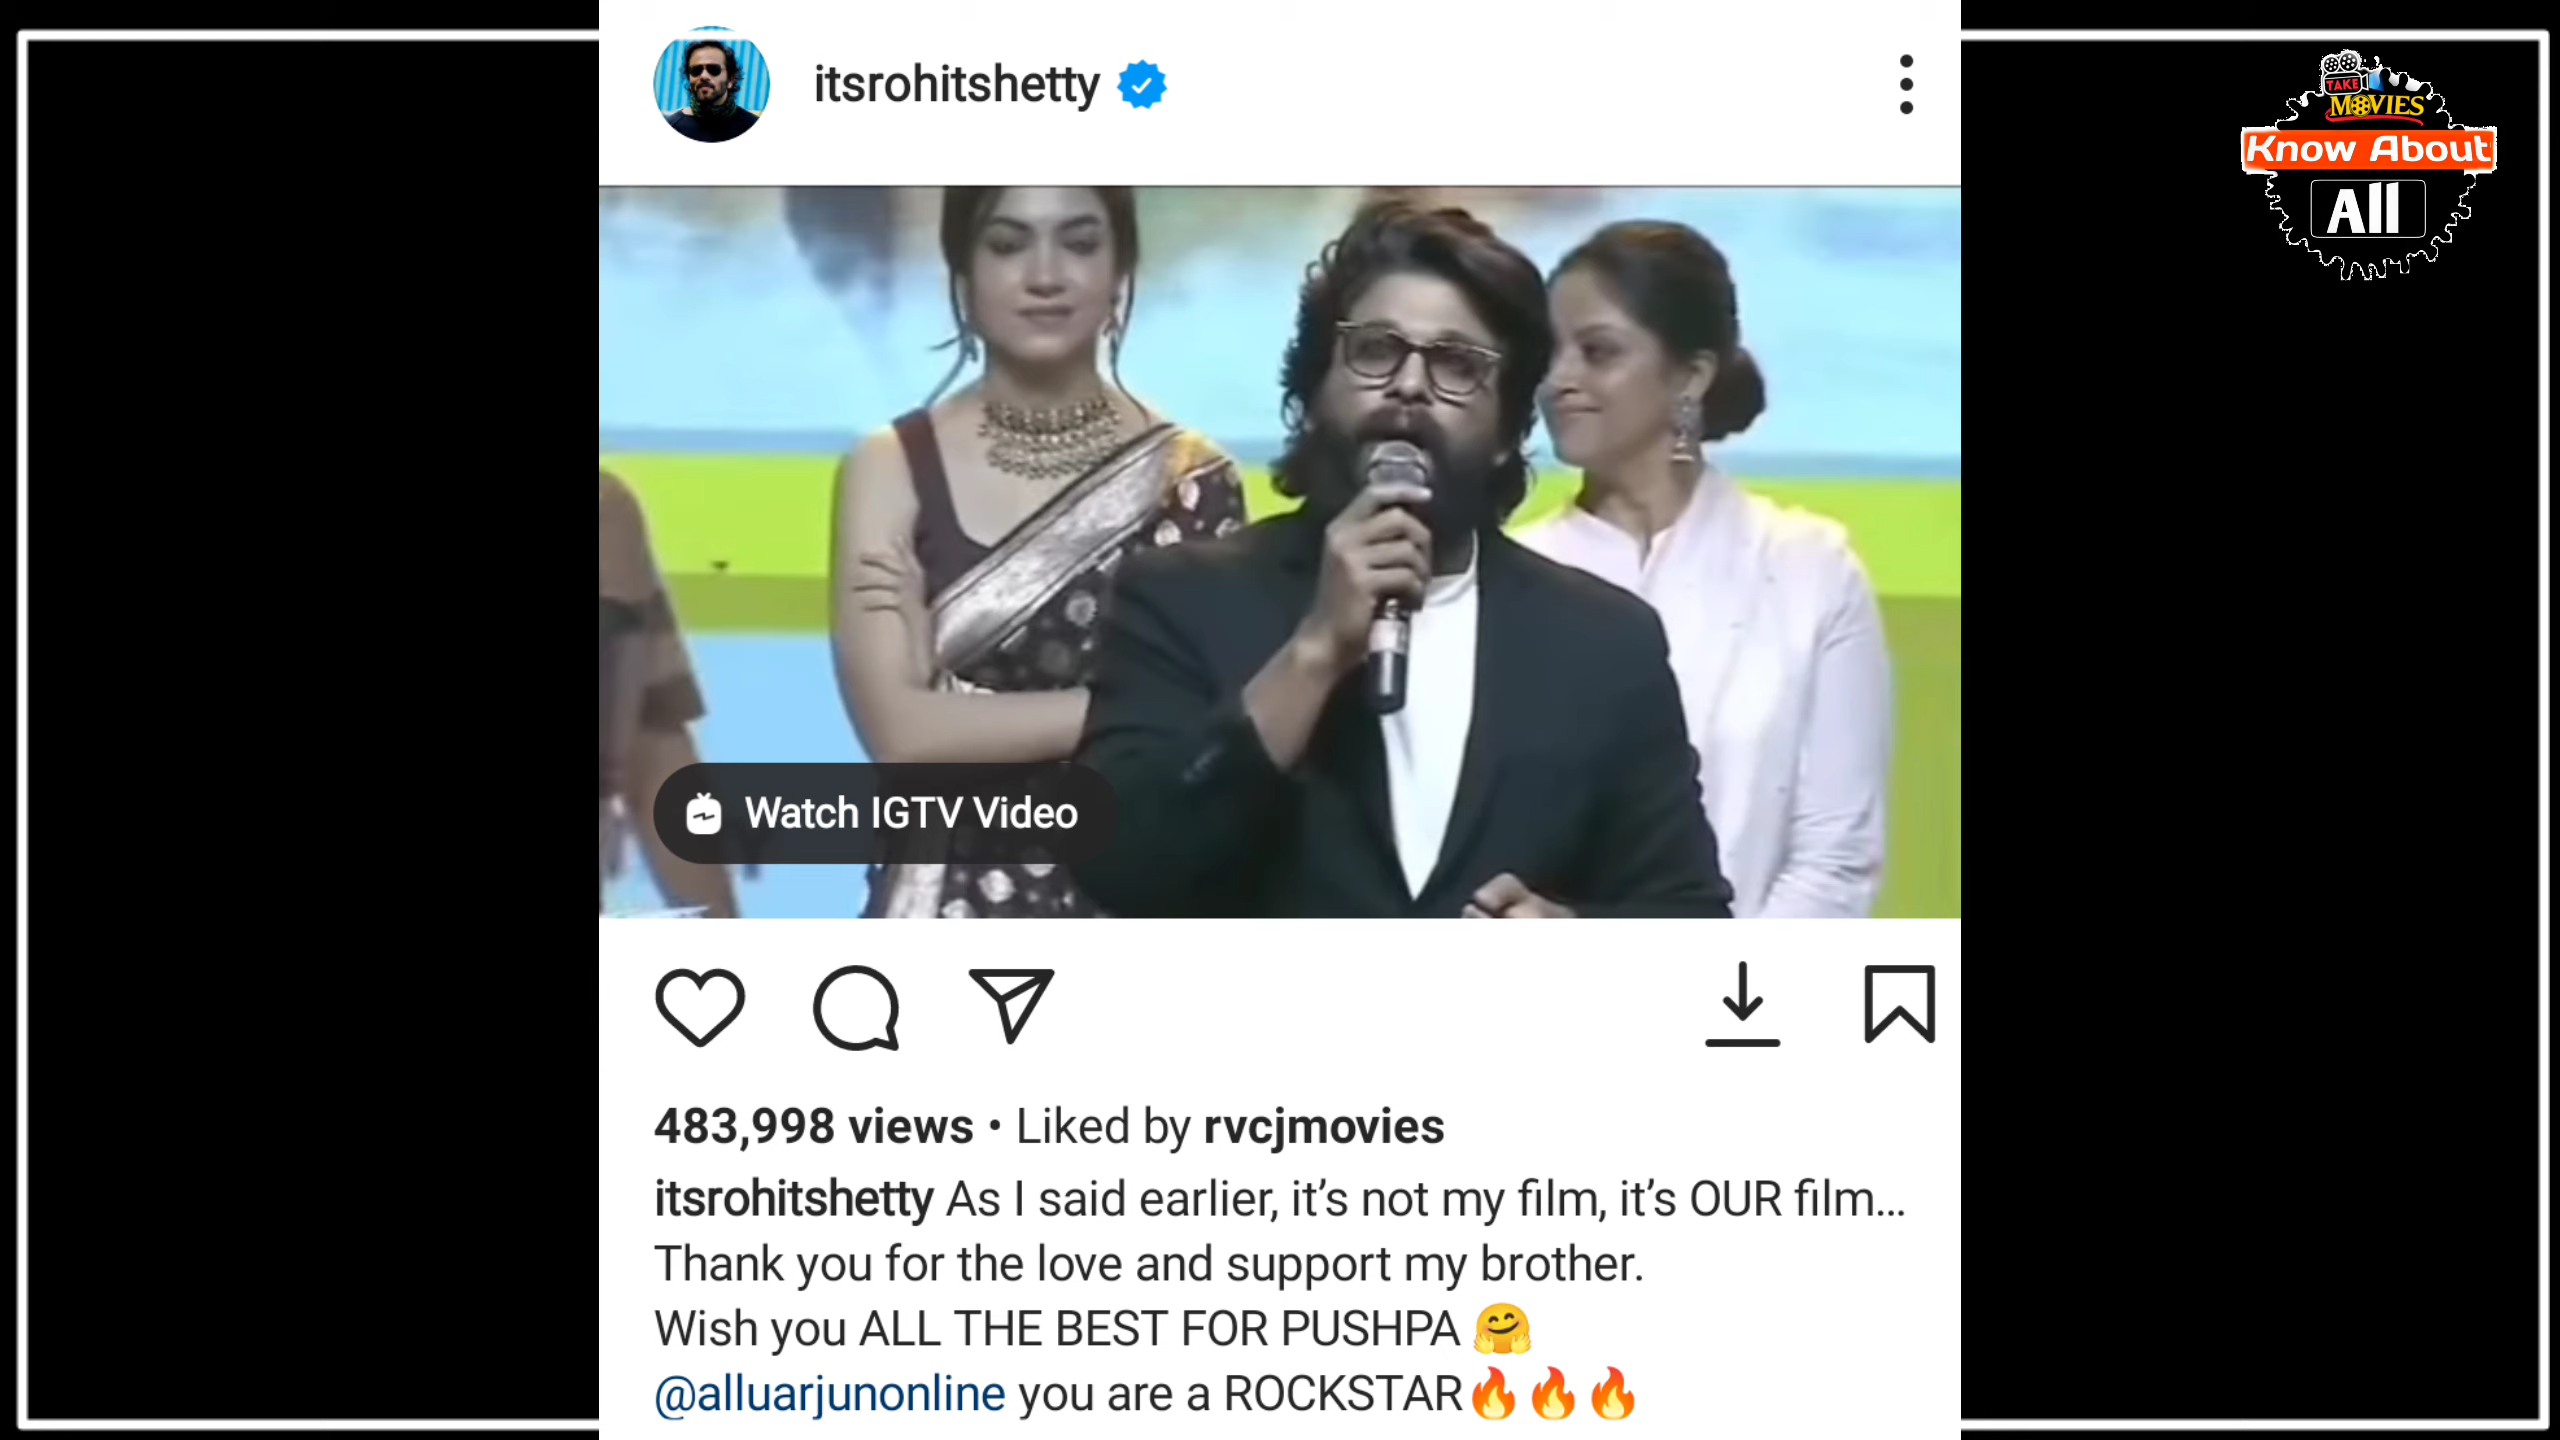 itsrohitshetty
TAKE
MOVIES
Know About
All
Watch IGTV Video
483,998 views • Liked by rvcjmovies
itsrohitshetty As I said earlier, it’s not my film, it’s OUR film...
Thank you for the love and support my brother.
Wish you ALL THE BEST FOR PUSHPA 🤗
@alluarjunonline you are a ROCKSTAR🔥🔥🔥